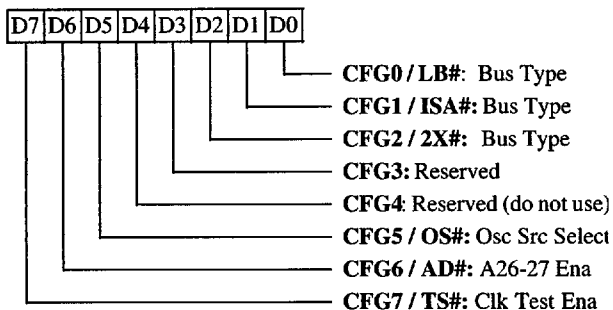 D7 D6 D5 D4 D3 D2 D1 D0
CFG0 / LB#: Bus Type
CFG1 / ISA#: Bus Type
CFG2 / 2X#: Bus Type
CFG3: Reserved
CFG4: Reserved (do not use)
CFG5 / OS#: Osc Src Select
CFG6 / AD#: A26-27 Ena
CFG7 / TS#: Clk Test Ena